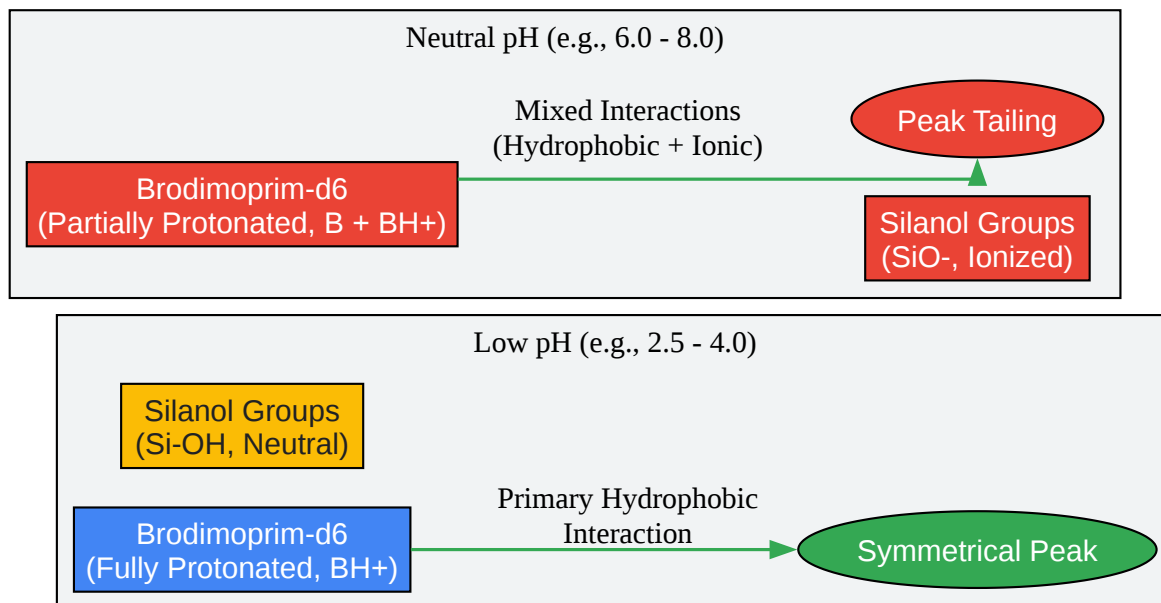 Neutral pH (e.g., 6.0 - 8.0)
Mixed Interactions
(Hydrophobic + Ionic)
Peak Tailing
Brodimoprim-d6
(Partially Protonated, B + BH+)
Silanol Groups
(SiO-, Ionized)
Low pH (e.g., 2.5 - 4.0)
Silanol Groups
(Si-OH, Neutral)
Brodimoprim-d6
(Fully Protonated, BH+)
Primary Hydrophobic
Interaction
Symmetrical Peak